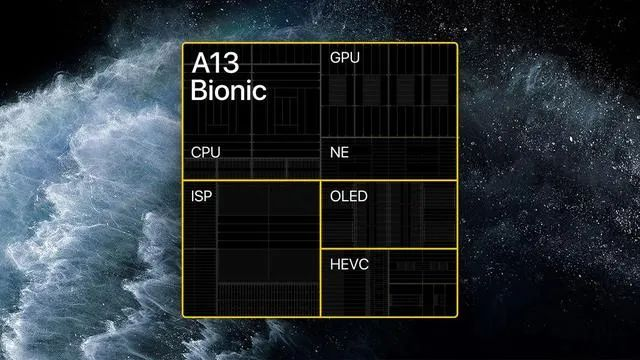 A13
Bionic
GPU
CPU
NE
ISP
OLED
HEVC